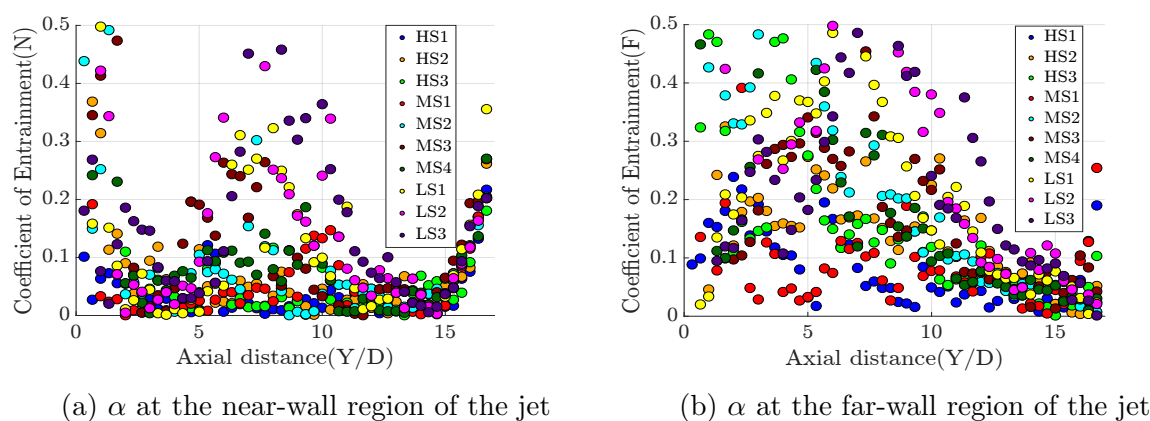 Coefficient of Entrainment(N)
0.5
0.4
0.3
0.2
0.1
0
0
5
10
15
Axial distance(Y/D)
HS1
HS2
HS3
MS1
MS2
MS3
MS4
LS1
LS2
LS3
(a) α at the near-wall region of the jet
Coefficient of Entrainment(F)
0.5
0.4
0.3
0.2
0.1
0
0
5
10
15
Axial distance(Y/D)
HS1
HS2
HS3
MS1
MS2
MS3
MS4
LS1
LS2
LS3
(b) α at the far-wall region of the jet